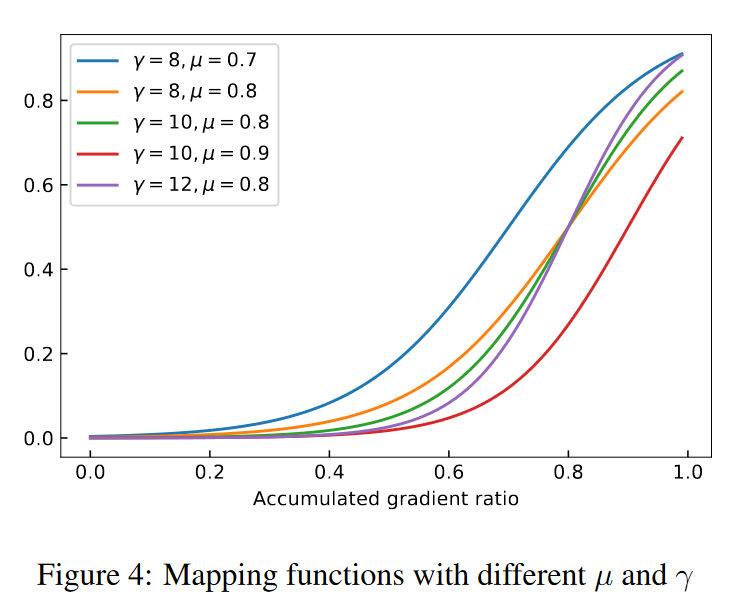 γ = 8, μ = 0.7
γ = 8, μ = 0.8
γ = 10, μ = 0.8
γ = 10, μ = 0.9
γ = 12, μ = 0.8
0.8
0.6
0.4
0.2
0.0
0.0 0.2 0.4 0.6 0.8 1.0
Accumulated gradient ratio
Figure 4: Mapping functions with different μ and γ